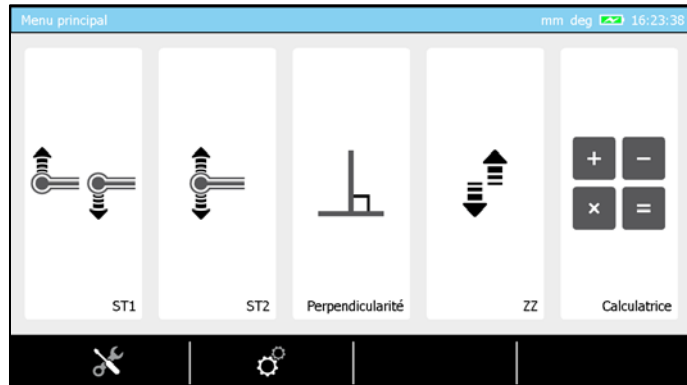 Menu principal mm deg 16:23:38
+ −
× =
ST1 ST2 Perpendicularité ZZ Calculatrice